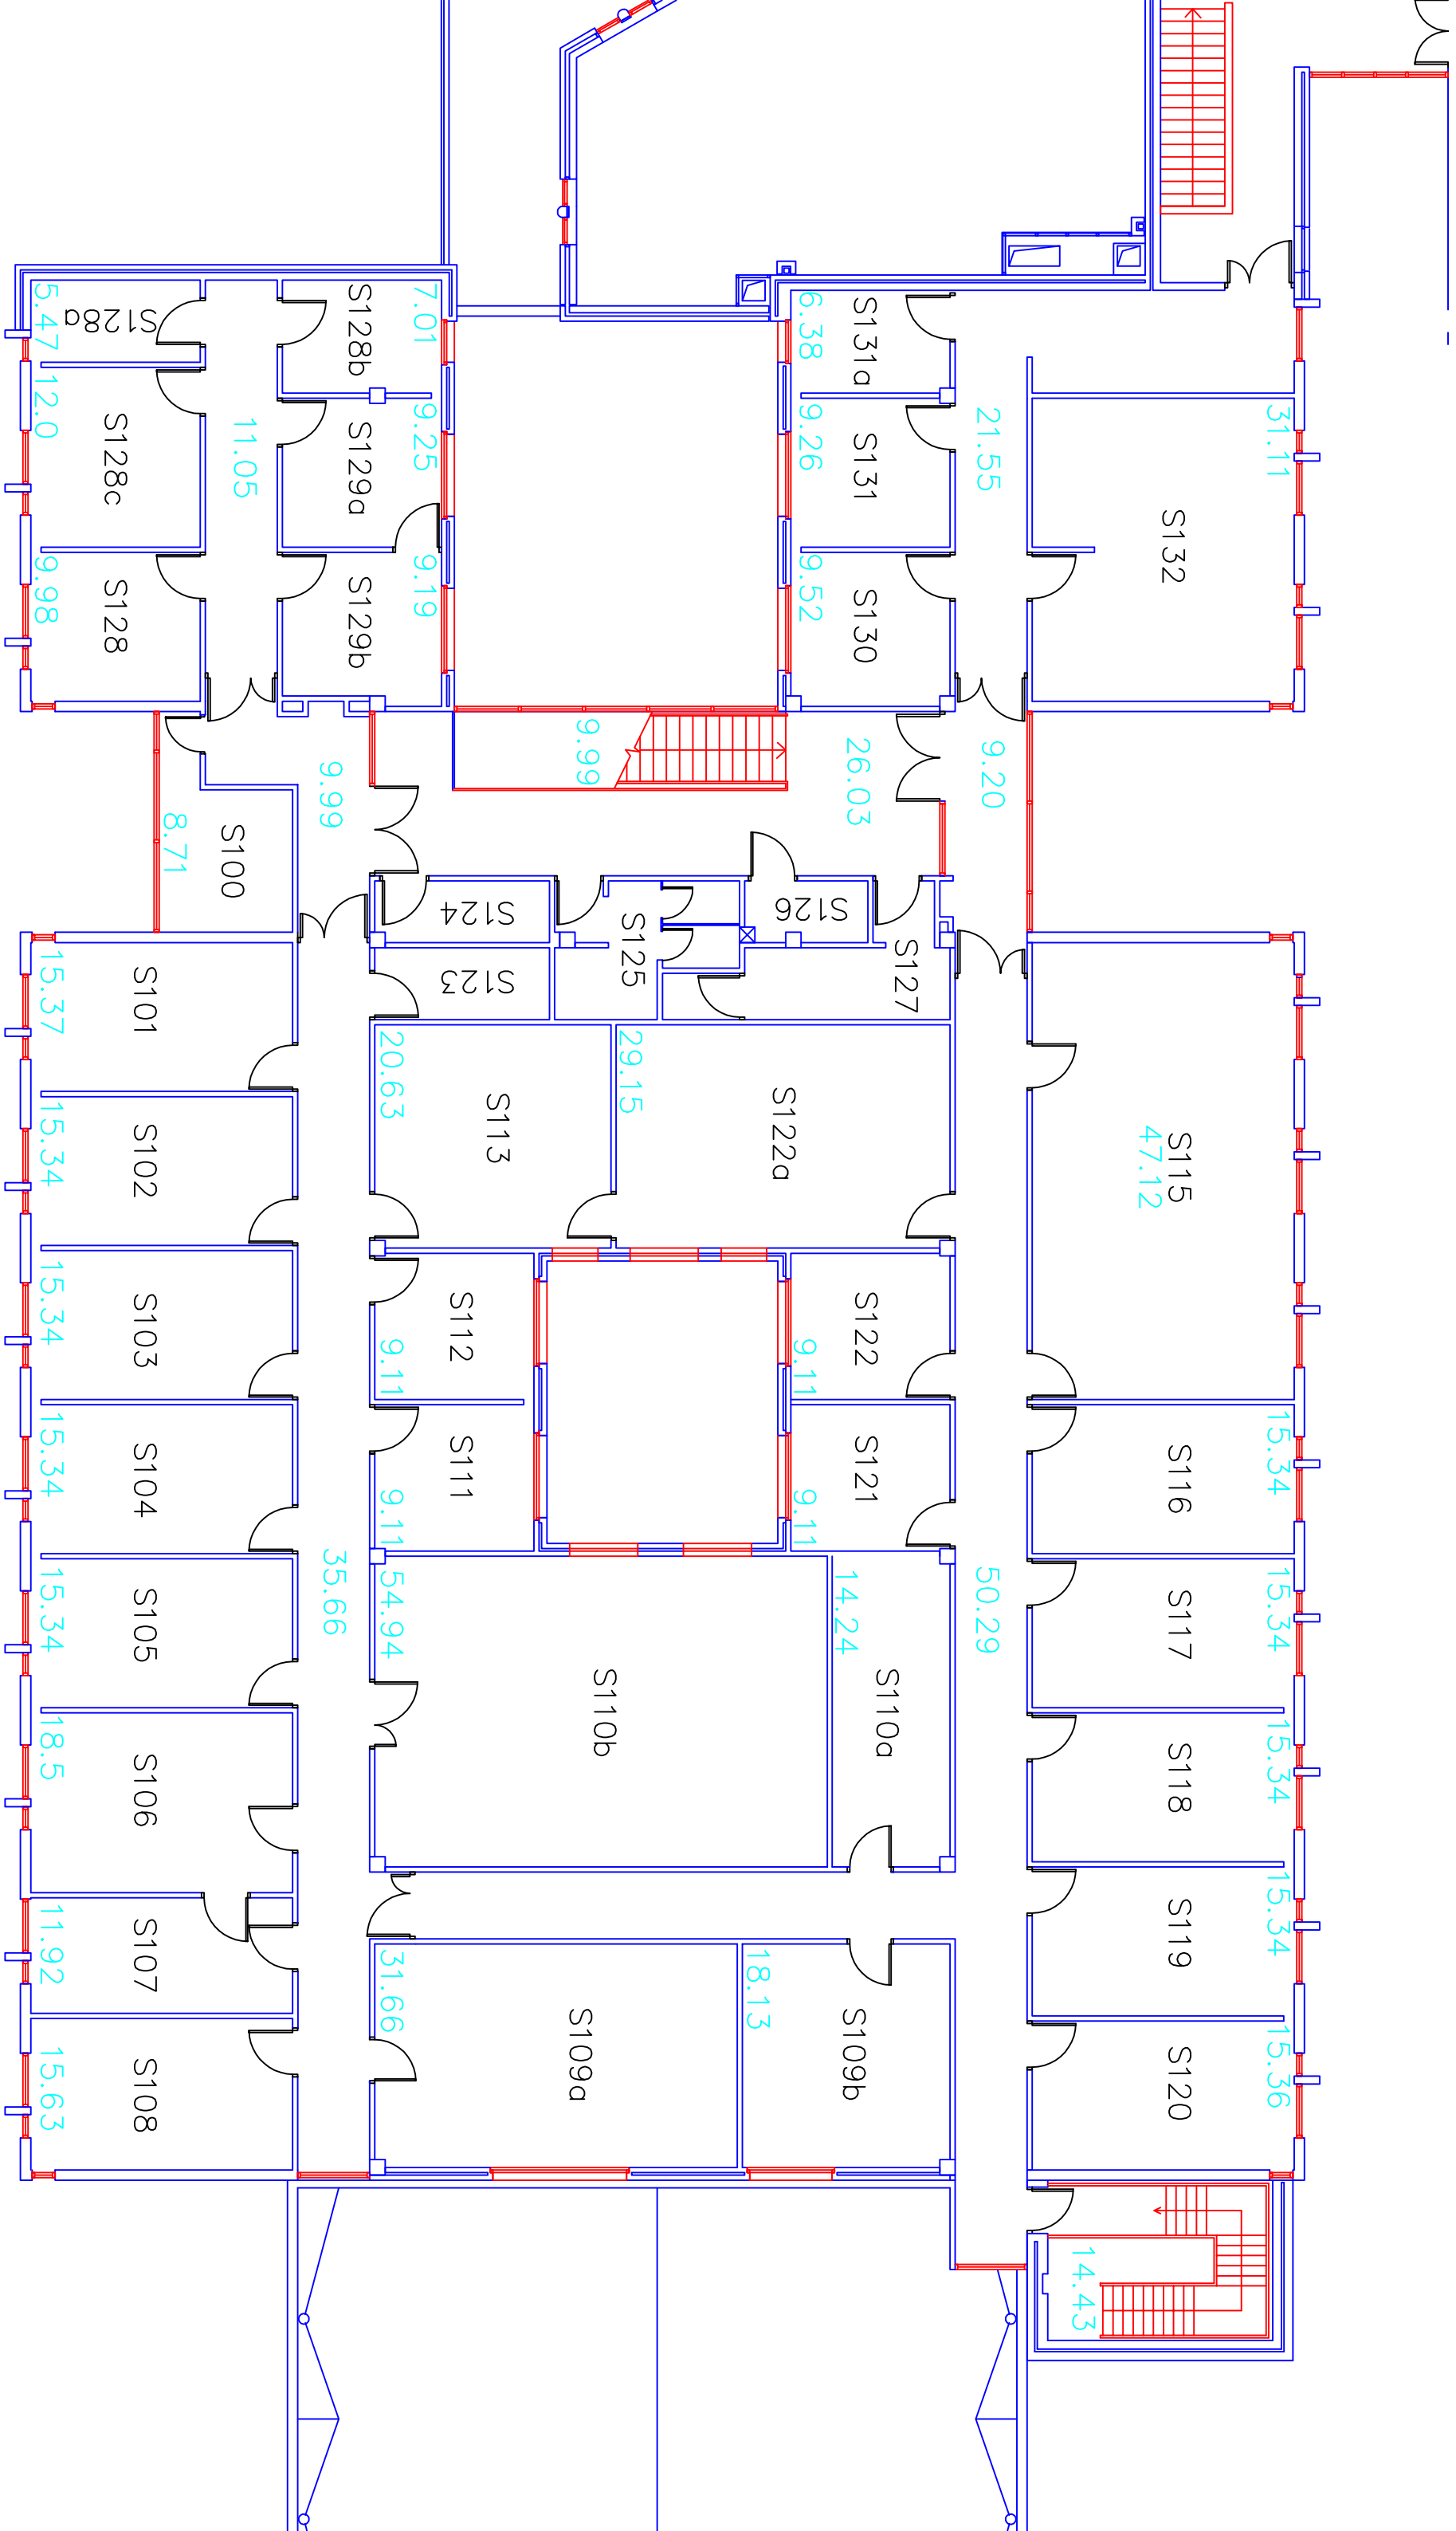 31.11
S132
S131a
6.38
S131
9.26
S130
9.52
21.55
7.01
S128b
9.25
S129a
9.19
S129b
11.05
S128a
5.47
S128c
12.0
S128
9.98
9.20
26.03
9.99
9.99
S100
8.71
S127
S126
S125
S124
S123
S101
15.37
S102
15.34
S103
15.34
S104
15.34
S105
15.34
S106
18.5
S107
11.92
S108
15.63
35.66
S113
20.63
S122a
29.15
S112
9.11
S111
9.11
S122
9.11
S121
9.11
S110b
54.94
S110a
14.24
50.29
S109a
31.66
S109b
18.13
S115
47.12
15.34
S116
15.34
S117
15.34
S118
15.34
S119
15.36
S120
14.43